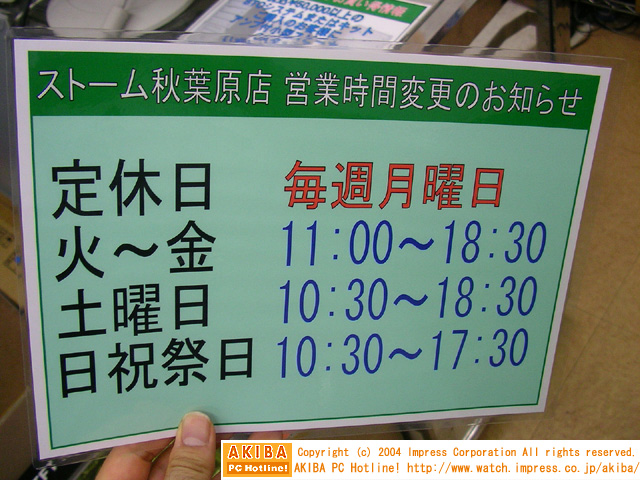 ストーム秋葉原店 営業時間変更のお知らせ
定休日 毎週月曜日
火～金 11:00～18:30
土曜日 10:30～18:30
日祝祭日 10:30～17:30
AKIBA
PC Hotline!
Copyright (c) 2004 Impress Corporation All rights reserved.
AKIBA PC Hotline! http://www.watch.impress.co.jp/akiba/